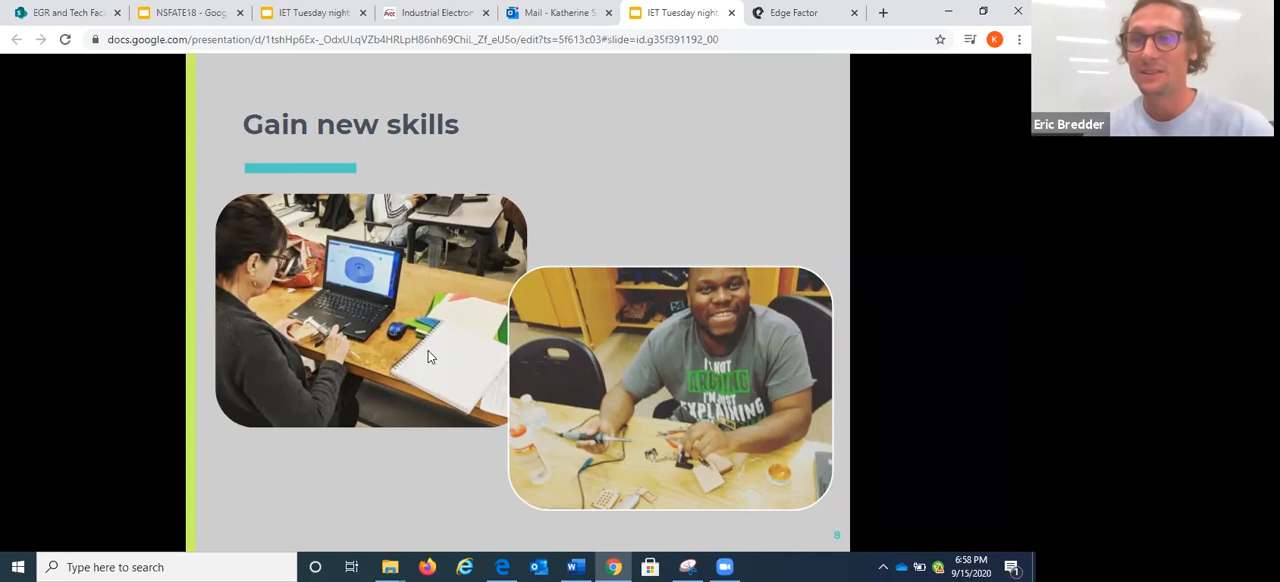 EGR and Tech Fac
NSFATE18 - Goog
IET Tuesday night
Industrial Electron
Mail - Katherine S
IET Tuesday night
Edge Factor
docs.google.com/presentation/d/1tshHp6Ex-_OdxULqVZb4HRLpH86nh69ChiL_Zf_eU5o/edit?ts=5f613c03#slide=id.g35f391192_00
K
Eric Bredder
Gain new skills
I'M NOT
ARGUING
I'M JUST
EXPLAINING
8
Type here to search
6:58 PM
9/15/2020
1